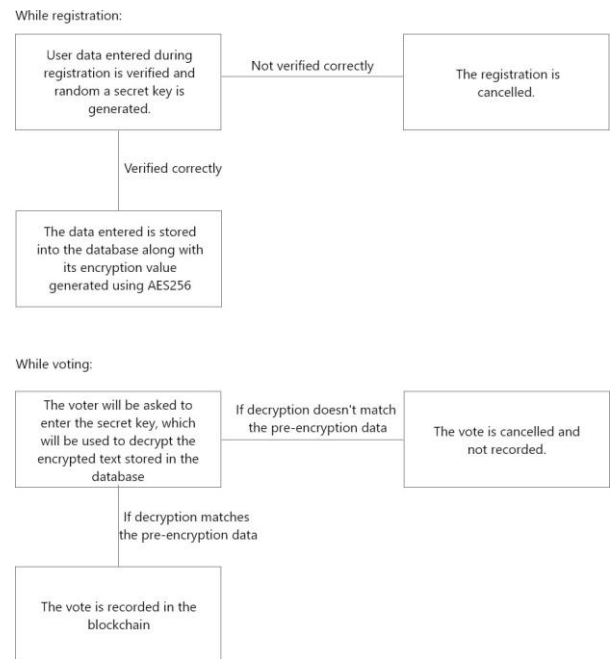 While registration:
User data entered during
registration is verified and
random a secret key is
generated.
Not verified correctly
The registration is
cancelled.
Verified correctly
The data entered is stored
into the database along with
its encryption value
generated using AES256
While voting:
The voter will be asked to
enter the secret key, which
will be used to decrypt the
encrypted text stored in the
database
If decryption doesn't match
the pre-encryption data
The vote is cancelled and
not recorded.
If decryption matches
the pre-encryption data
The vote is recorded in the
blockchain